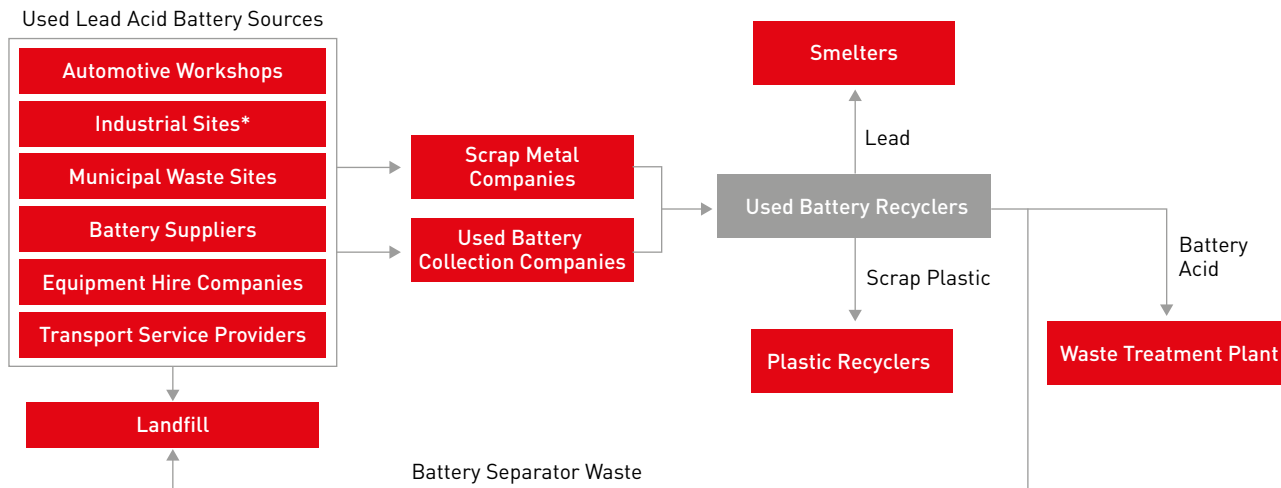 Used Lead Acid Battery Sources
Automotive Workshops
Industrial Sites*
Municipal Waste Sites
Battery Suppliers
Equipment Hire Companies
Transport Service Providers
Landfill
Scrap Metal
Companies
Used Battery
Collection Companies
Smelters
Lead
Used Battery Recyclers
Scrap Plastic
Plastic Recyclers
Battery
Acid
Waste Treatment Plant
Battery Separator Waste